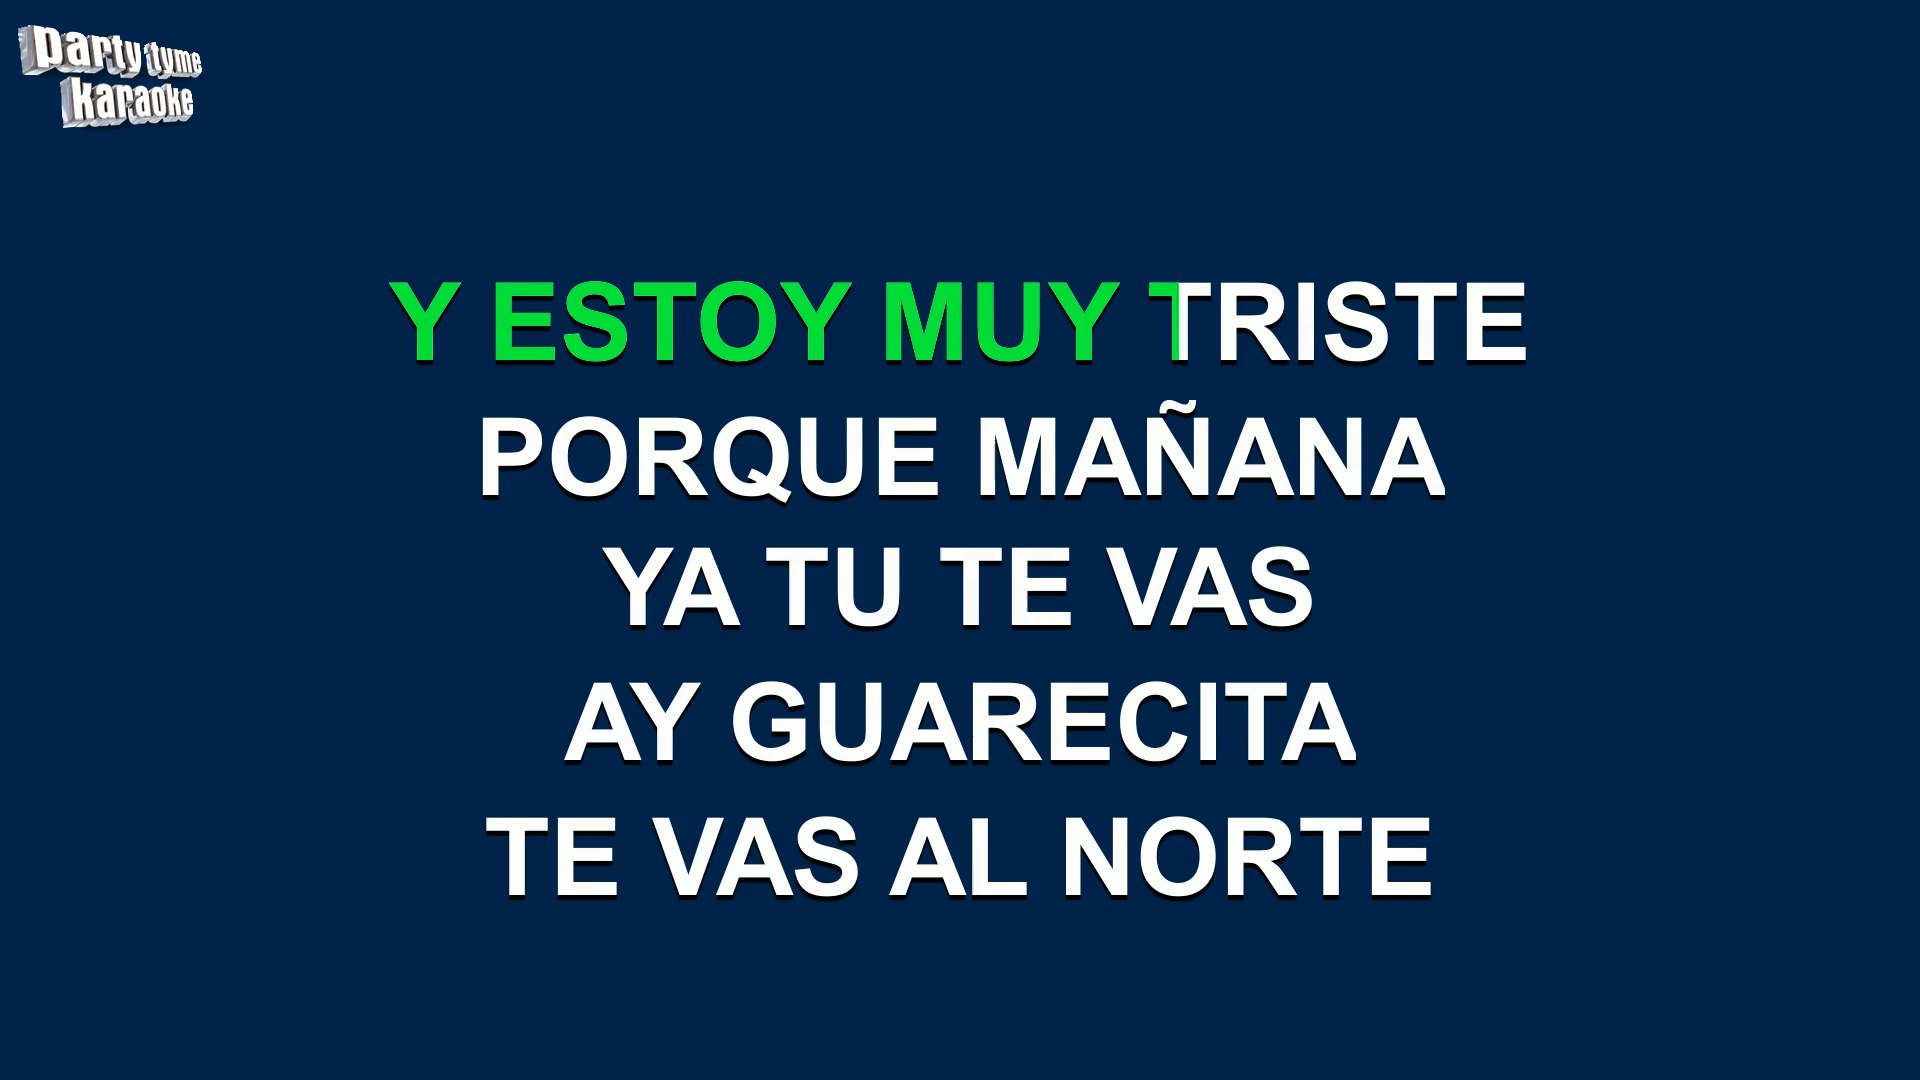 party tyme
karaoke
Y ESTOY MUY TRISTE
PORQUE MAÑANA
YA TU TE VAS
AY GUARECITA
TE VAS AL NORTE